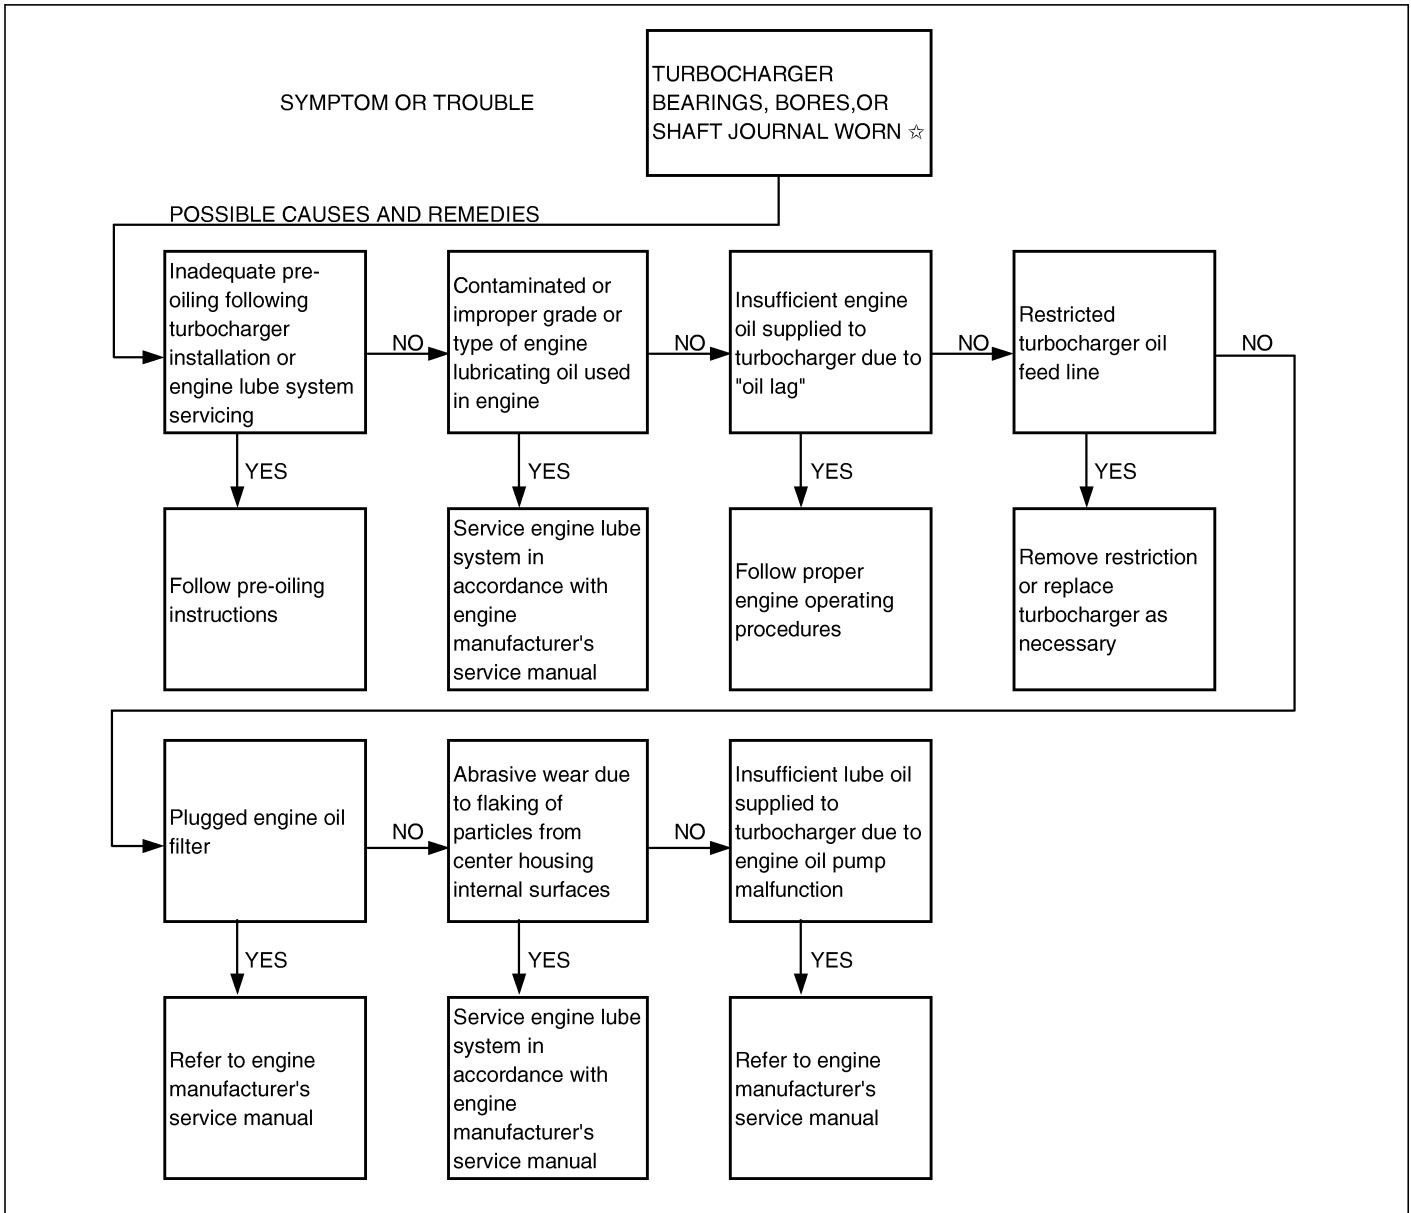 SYMPTOM OR TROUBLE
TURBOCHARGER
BEARINGS, BORES,OR
SHAFT JOURNAL WORN ☆
POSSIBLE CAUSES AND REMEDIES
Inadequate pre-
oiling following
turbocharger
installation or
engine lube system
servicing
NO
Contaminated or
improper grade or
type of engine
lubricating oil used
in engine
NO
Insufficient engine
oil supplied to
turbocharger due to
"oil lag"
NO
Restricted
turbocharger oil
feed line
NO
YES
YES
YES
YES
Follow pre-oiling
instructions
Service engine lube
system in
accordance with
engine
manufacturer's
service manual
Follow proper
engine operating
procedures
Remove restriction
or replace
turbocharger as
necessary
Plugged engine oil
filter
NO
Abrasive wear due
to flaking of
particles from
center housing
internal surfaces
NO
Insufficient lube oil
supplied to
turbocharger due to
engine oil pump
malfunction
YES
YES
YES
Refer to engine
manufacturer's
service manual
Service engine lube
system in
accordance with
engine
manufacturer's
service manual
Refer to engine
manufacturer's
service manual